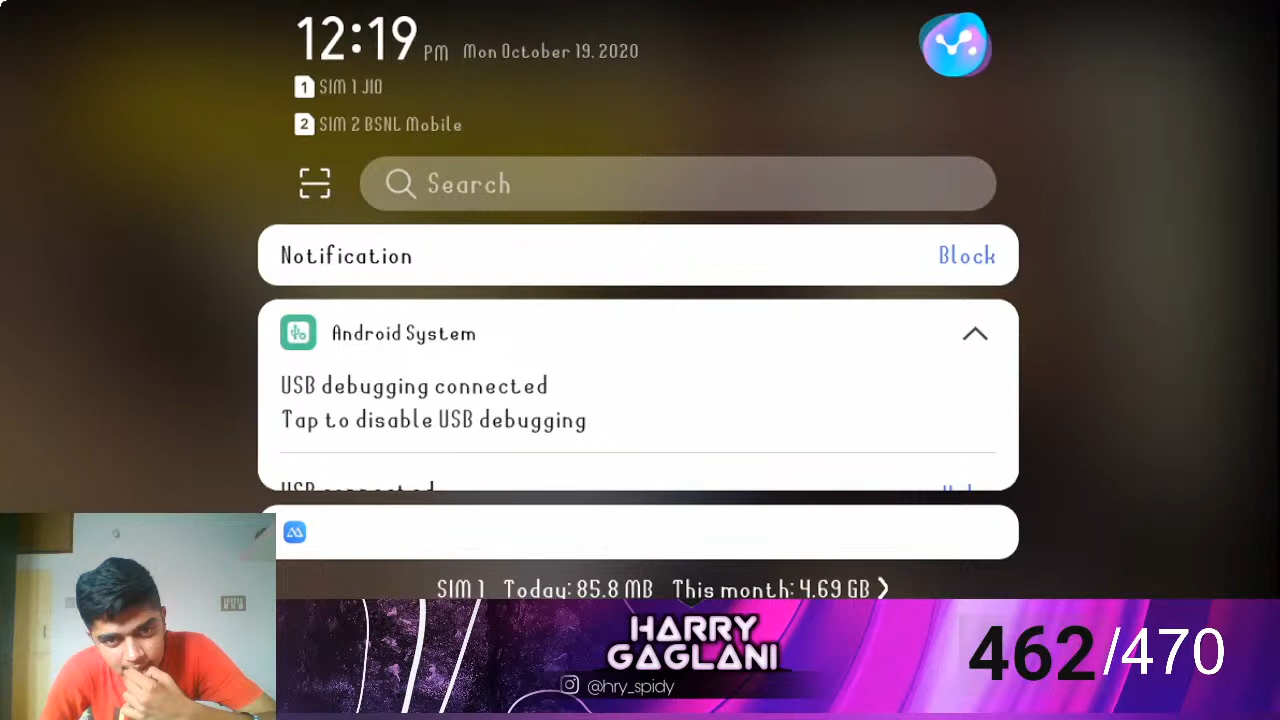 12:19 PM Mon October 19, 2020
1 SIM 1 JIO
2 SIM 2 BSNL Mobile
Search
Notification Block
Android System
USB debugging connected
Tap to disable USB debugging
USB connected
SIM 1 Today: 85.8 MB This month: 4.69 GB
HARRY
GAGLANI
@hry_spidy
462/470